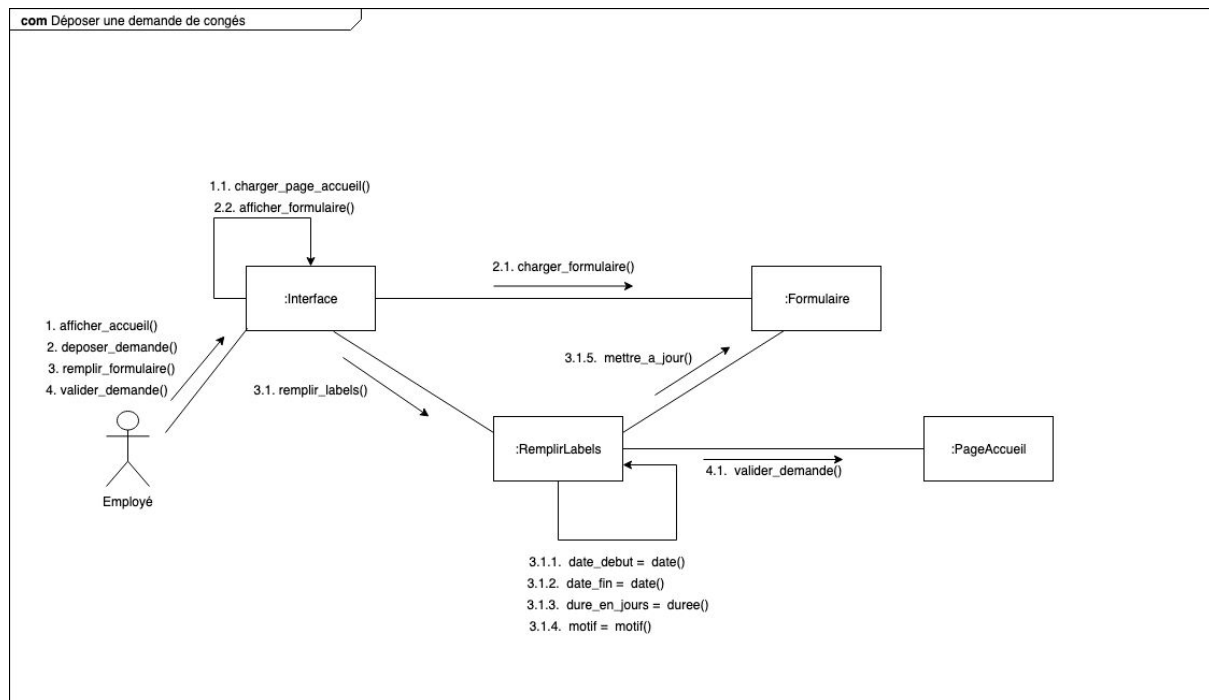 com Déposer une demande de congés
1.1. charger_page_accueil()
2.2. afficher_formulaire()
2.1. charger_formulaire()
:Interface
:Formulaire
1. afficher_accueil()
2. deposer_demande()
3. remplir_formulaire()
4. valider_demande()
3.1. remplir_labels()
3.1.5. mettre_a_jour()
:RemplirLabels
:PageAccueil
4.1. valider_demande()
Employé
3.1.1. date_debut = date()
3.1.2. date_fin = date()
3.1.3. dure_en_jours = duree()
3.1.4. motif = motif()